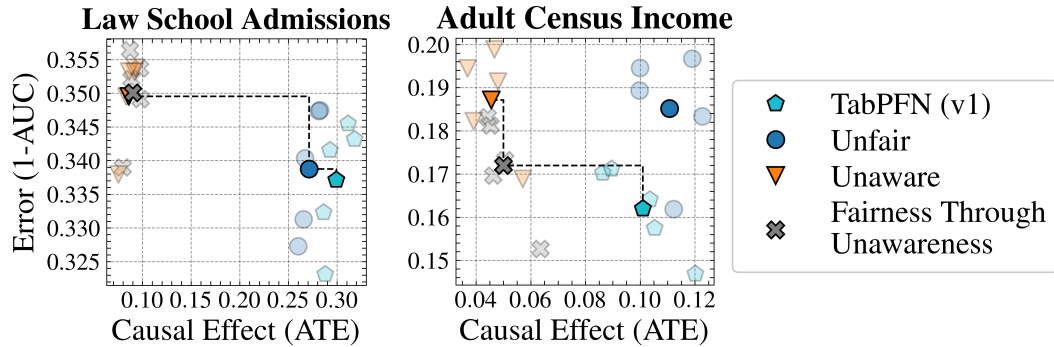 Law School Admissions
Adult Census Income
Error (1-AUC)
0.355
0.350
0.345
0.340
0.335
0.330
0.325
0.10 0.15 0.20 0.25 0.30
Causal Effect (ATE)
0.20
0.19
0.18
0.17
0.16
0.15
0.04 0.06 0.08 0.10 0.12
Causal Effect (ATE)
TabPFN (v1)
Unfair
Unaware
Fairness Through
Unawareness